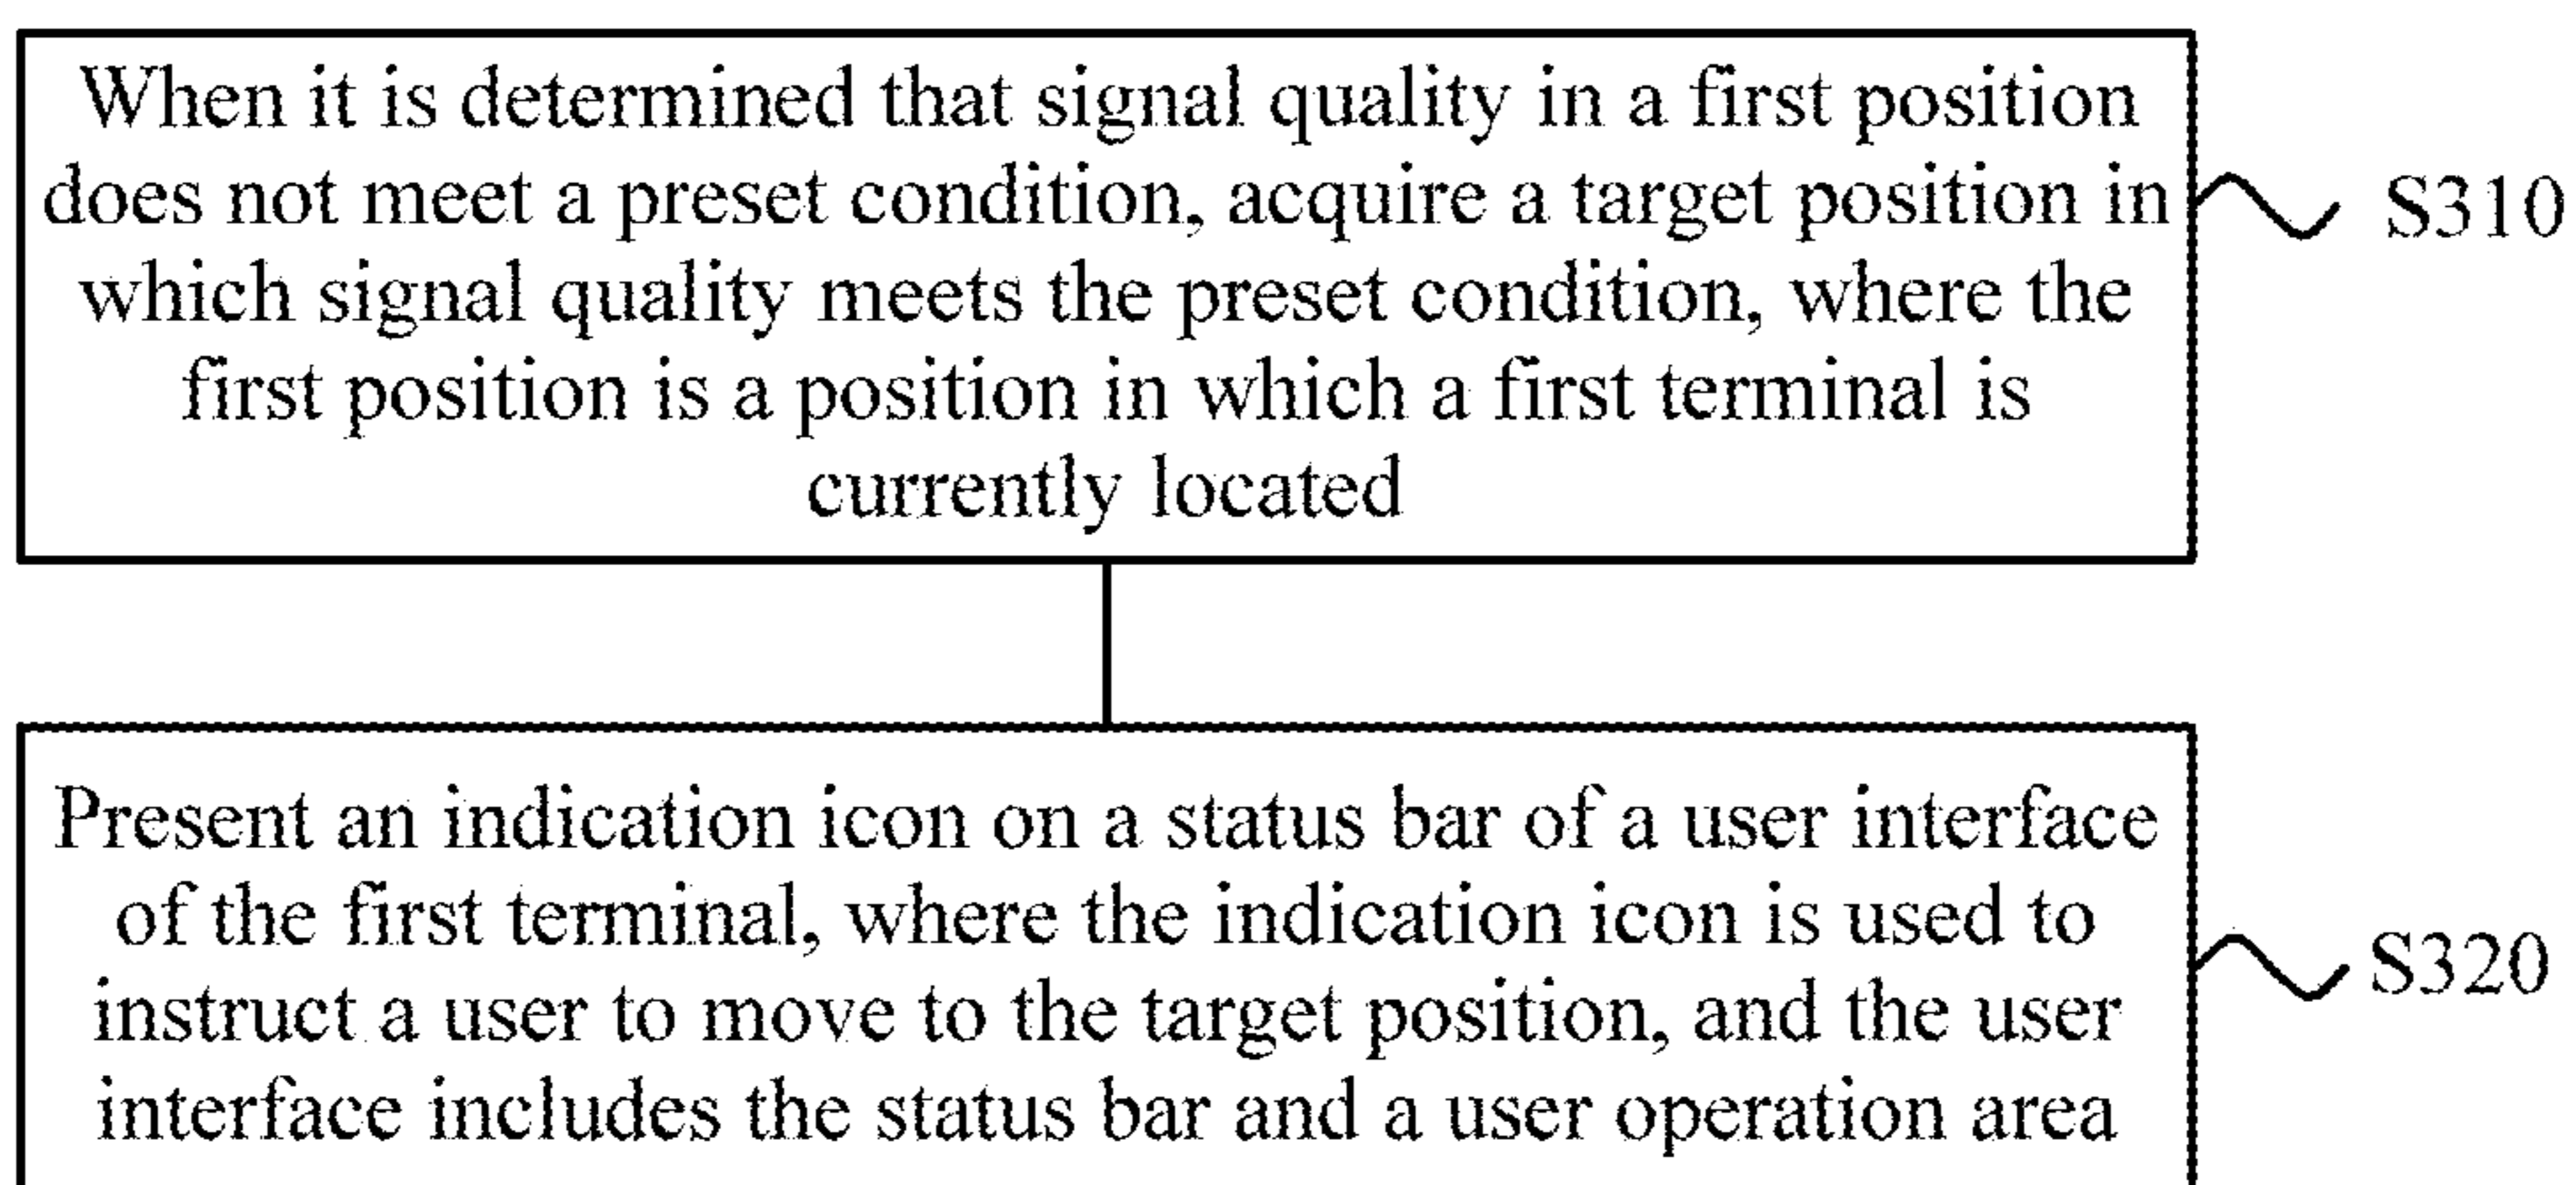 When it is determined that signal quality in a first position
does not meet a preset condition, acquire a target position in
which signal quality meets the preset condition, where the
first position is a position in which a first terminal is
currently located
S310
Present an indication icon on a status bar of a user interface
of the first terminal, where the indication icon is used to
instruct a user to move to the target position, and the user
interface includes the status bar and a user operation area
S320